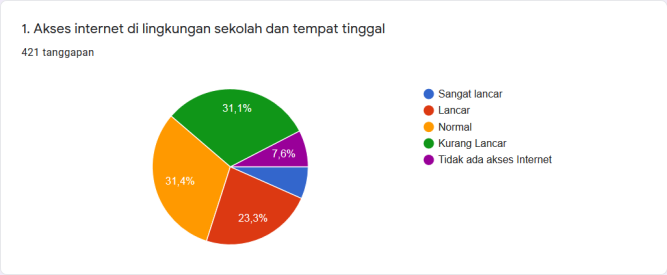 1. Akses internet di lingkungan sekolah dan tempat tinggal
421 tanggapan
Sangat lancar
Lancar
Normal
Kurang Lancar
Tidak ada akses Internet
31,1%
7,6%
31,4%
23,3%